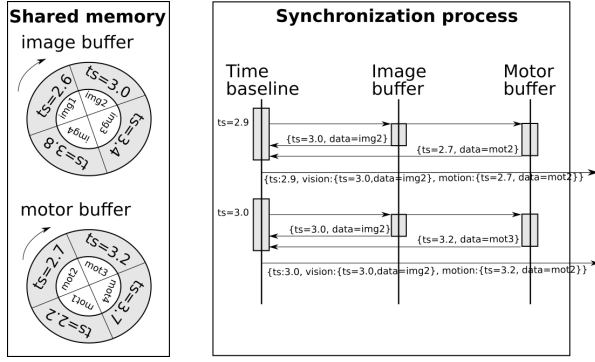 Shared memory
image buffer
ts=2.6
ts=3.0
img1
img2
img4
img3
ts=3.8
ts=3.4
motor buffer
ts=2.7
ts=3.2
mot2
mot3
mot1
mot4
ts=2.2
ts=3.7
Synchronization process
Time
baseline
Image
buffer
Motor
buffer
ts=2.9
{ts=3.0, data=img2}
{ts=2.7, data=mot2}
{ts:2.9, vision:{ts=3.0,data=img2}, motion:{ts=2.7, data=mot2}}
ts=3.0
{ts=3.0, data=img2}
{ts=3.2, data=mot3}
{ts:3.0, vision:{ts=3.0,data=img2}, motion:{ts=3.2, data=mot2}}